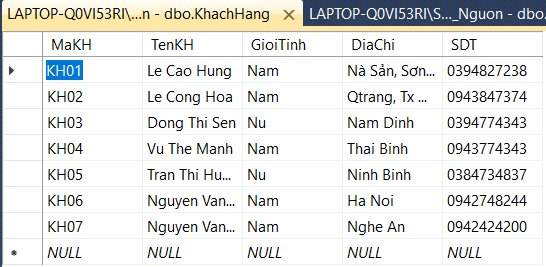 LAPTOP-Q0VI53RI\...n - dbo.KhachHang LAPTOP-Q0VI53RI\S..._Nguon - dbo.
MaKH TenKH GioiTinh DiaChi SDT
KH01 Le Cao Hung Nam Nà Sản, Sơn... 0394827238
KH02 Le Cong Hoa Nam Qtrang, Tx ... 0943847374
KH03 Dong Thi Sen Nu Nam Dinh 0394774343
KH04 Vu The Manh Nam Thai Binh 0943774343
KH05 Tran Thi Hu... Nu Ninh Binh 0384734837
KH06 Nguyen Van... Nam Ha Noi 0942748244
KH07 Nguyen Van... Nam Nghe An 0942424200
NULL NULL NULL NULL NULL